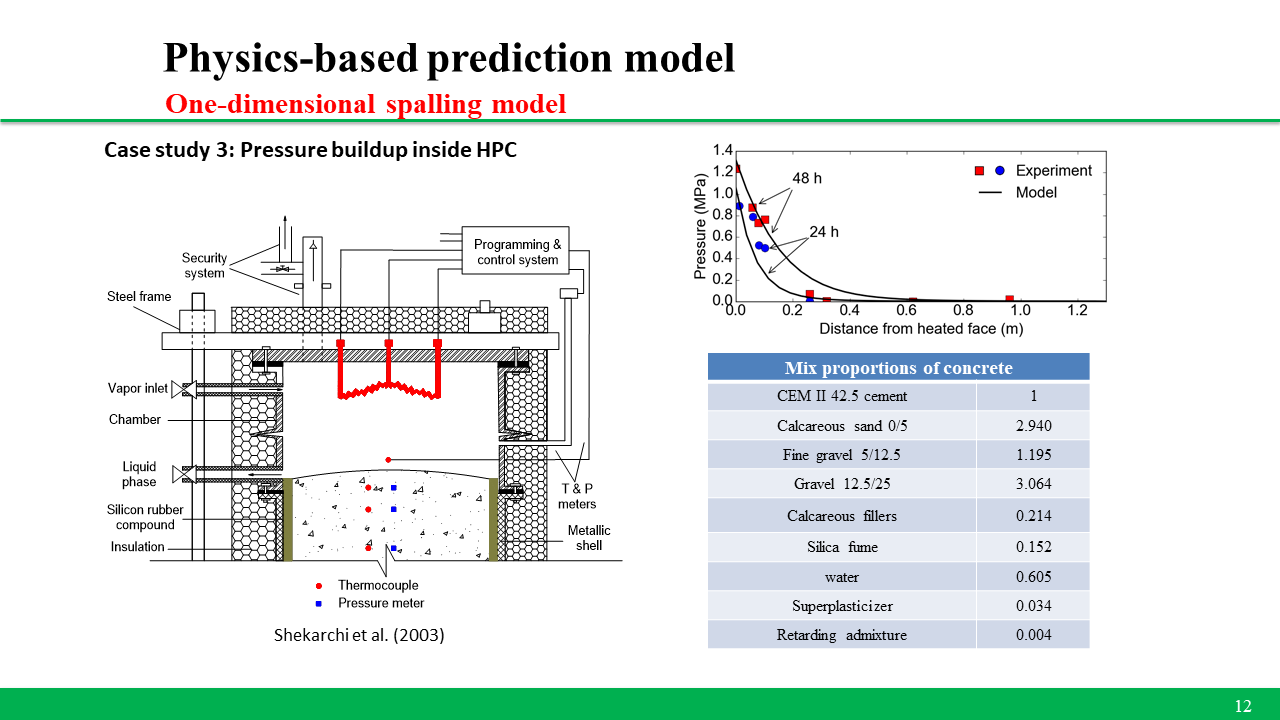 Physics-based prediction model
One-dimensional spalling model
Case study 3: Pressure buildup inside HPC
Security
system
Programming &
control system
Steel frame
Vapor inlet
Chamber
Liquid
phase
Silicon rubber
compound
Insulation
T & P
meters
Metallic
shell
Thermocouple
Pressure meter
Shekarchi et al. (2003)
1.4
1.2
1.0
0.8
0.6
0.4
0.2
0.0
Pressure (MPa)
48 h
24 h
Experiment
Model
0.0 0.2 0.4 0.6 0.8 1.0 1.2
Distance from heated face (m)
Mix proportions of concrete
CEM II 42.5 cement 1
Calcareous sand 0/5 2.940
Fine gravel 5/12.5 1.195
Gravel 12.5/25 3.064
Calcareous fillers 0.214
Silica fume 0.152
water 0.605
Superplasticizer 0.034
Retarding admixture 0.004
12